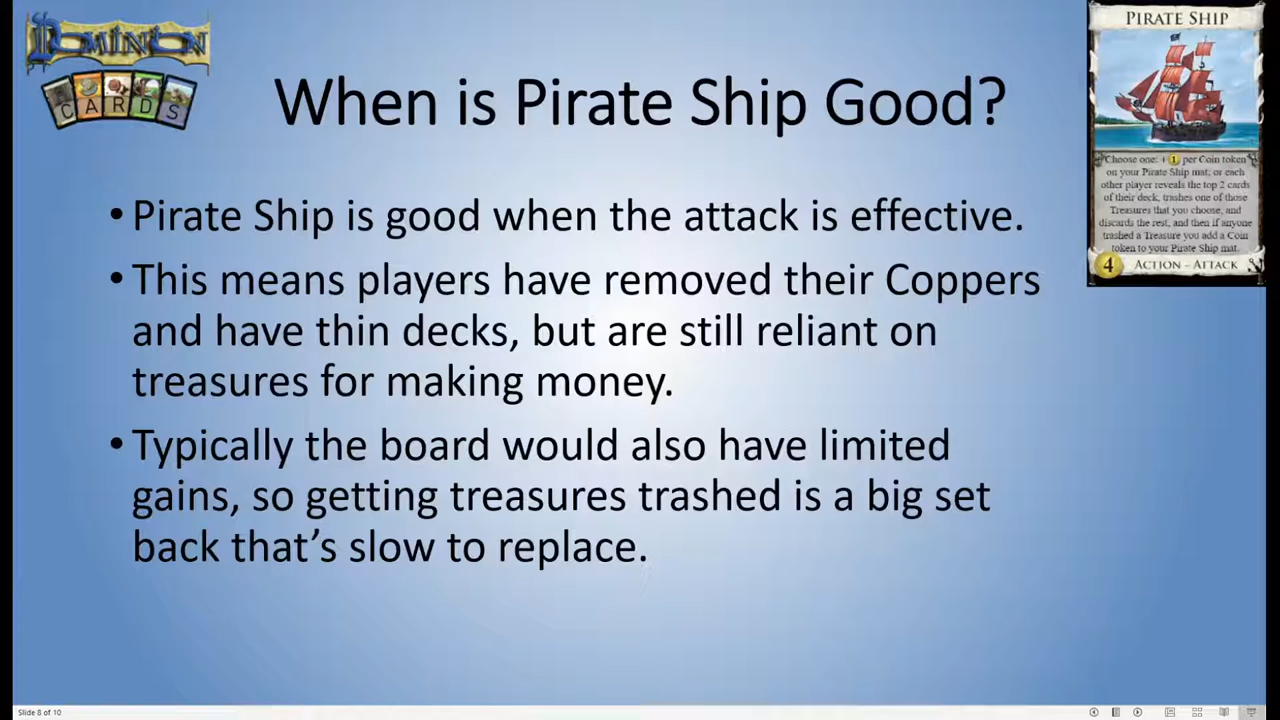 DOMINION
CARDS
When is Pirate Ship Good?
PIRATE SHIP
Choose one: + 1 per Coin token
on your Pirate Ship mat; or each
other player reveals the top 2 cards
of their deck, trashes one of those
Treasures that you choose, and
discards the rest, and then if anyone
trashed a Treasure you add a Coin
token to your Pirate Ship mat.
4 ACTION – ATTACK
• Pirate Ship is good when the attack is effective.
• This means players have removed their Coppers
and have thin decks, but are still reliant on
treasures for making money.
• Typically the board would also have limited
gains, so getting treasures trashed is a big set
back that's slow to replace.
Slide 8 of 10